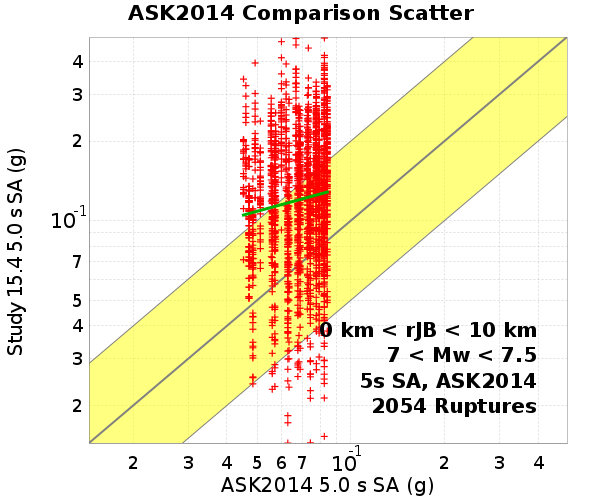 ASK2014 Comparison Scatter
Study 15.4 5.0 s SA (g)
4
3
2
10-1
7
5
4
3
2
0 km < rJB < 10 km
7 < Mw < 7.5
5s SA, ASK2014
2054 Ruptures
2 3 4 5 6 7 10-1 2 3 4
ASK2014 5.0 s SA (g)